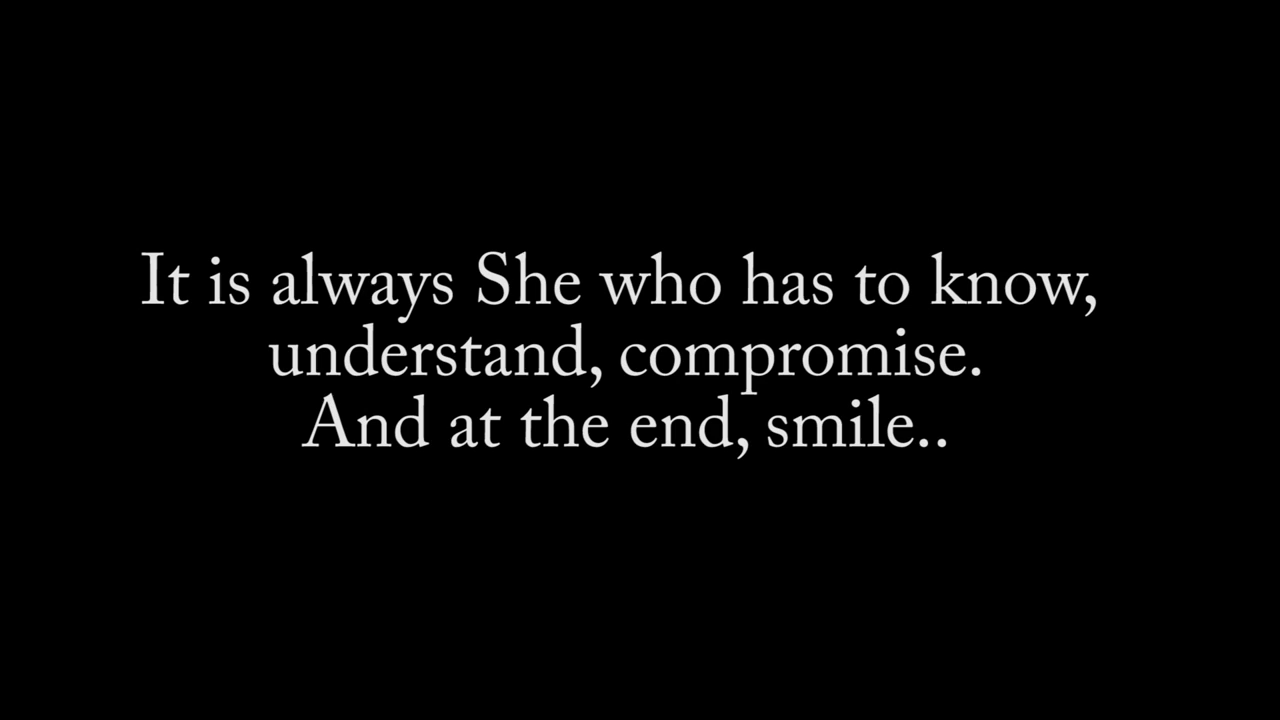 It is always She who has to know,
understand, compromise.
And at the end, smile..